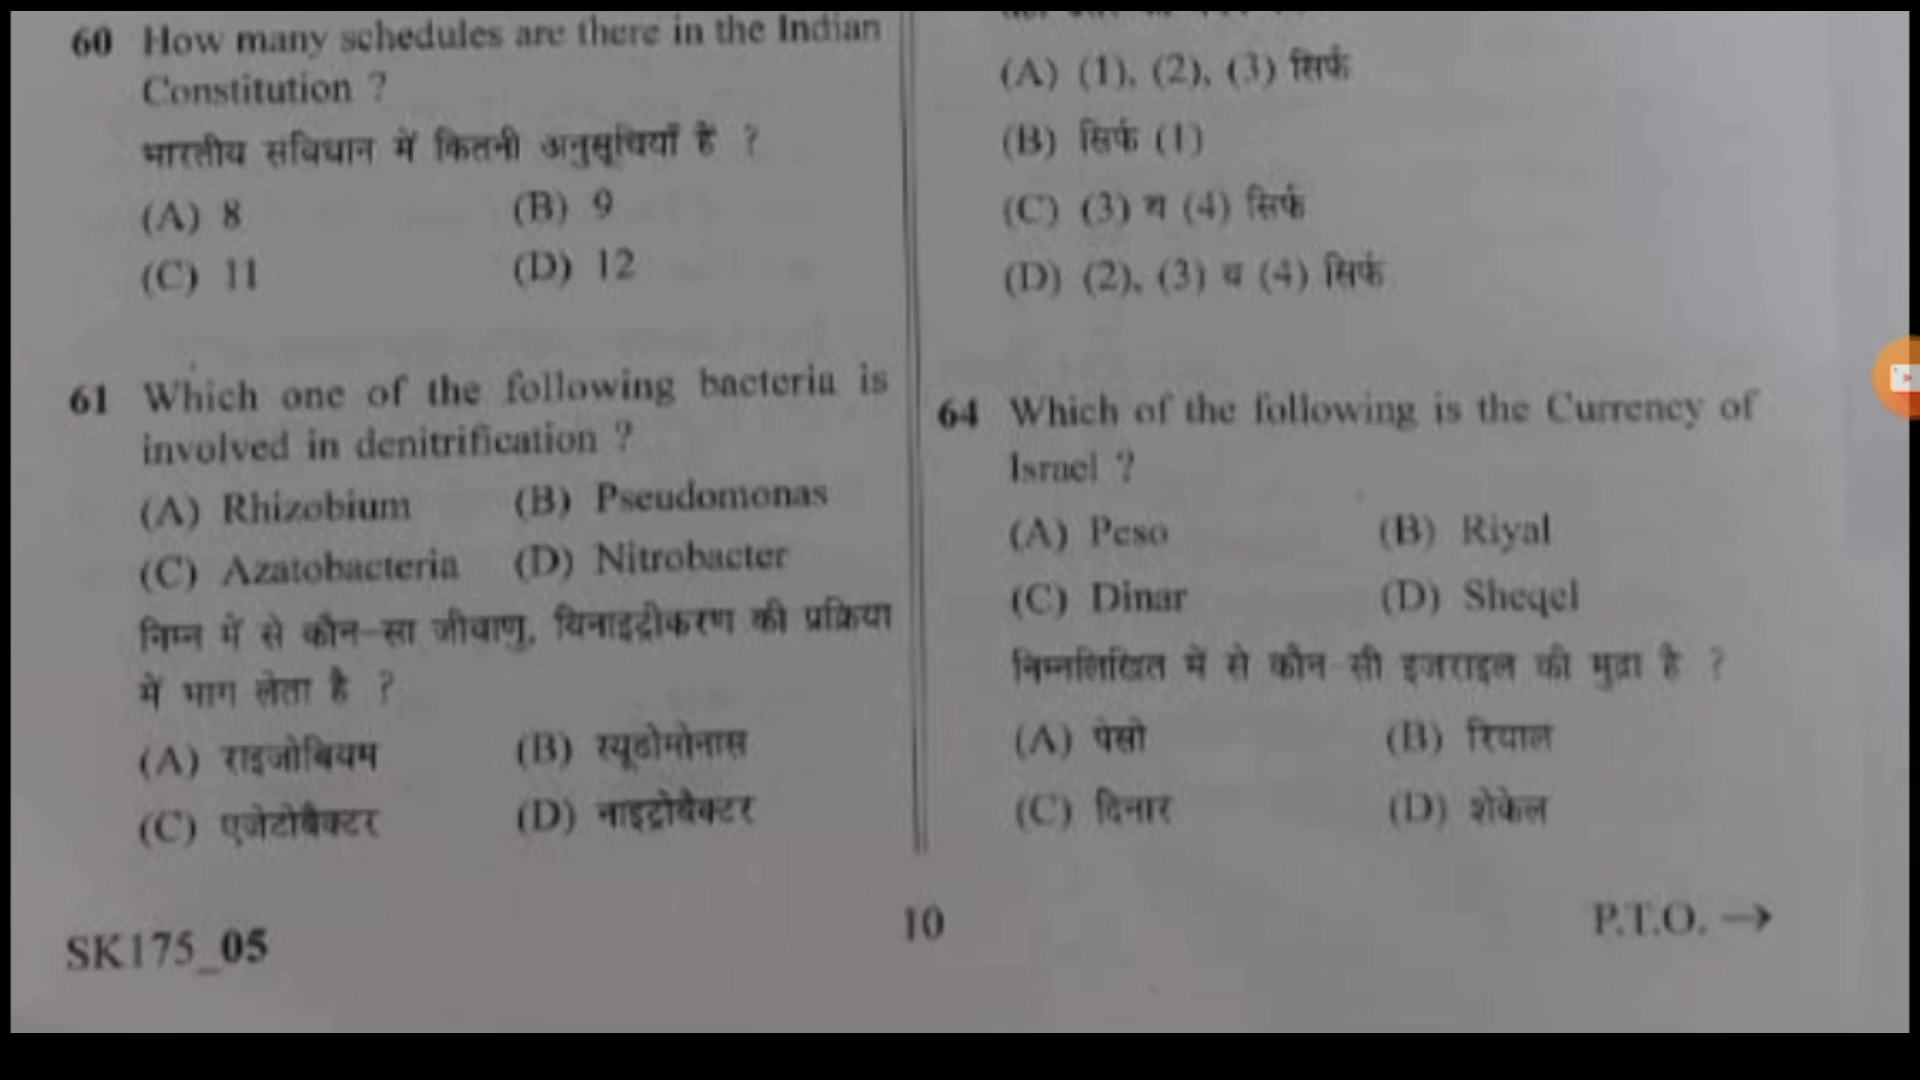 60 How many schedules are there in the Indian
Constitution ?
भारतीय संविधान में कितनी अनुसूचियाँ हैं ?
(A) 8 (B) 9
(C) 11 (D) 12
61 Which one of the following bacteria is
involved in denitrification ?
(A) Rhizobium (B) Pseudomonas
(C) Azatobacteria (D) Nitrobacter
निम्न में से कौन-सा जीवाणु, विनाइट्रीकरण की प्रक्रिया
में भाग लेता है ?
(A) राइजोबियम (B) स्यूडोमोनास
(C) एजेटोबैक्टर (D) नाइट्रोबैक्टर
(A) (1), (2), (3) सिर्फ
(B) सिर्फ (1)
(C) (3) व (4) सिर्फ
(D) (2), (3) व (4) सिर्फ
64 Which of the following is the Currency of
Israel ?
(A) Peso (B) Riyal
(C) Dinar (D) Sheqel
निम्नलिखित में से कौन सी इजराइल की मुद्रा है ?
(A) पेसो (B) रियाल
(C) दिनार (D) शेकेल
SK175_05 10 P.T.O. →